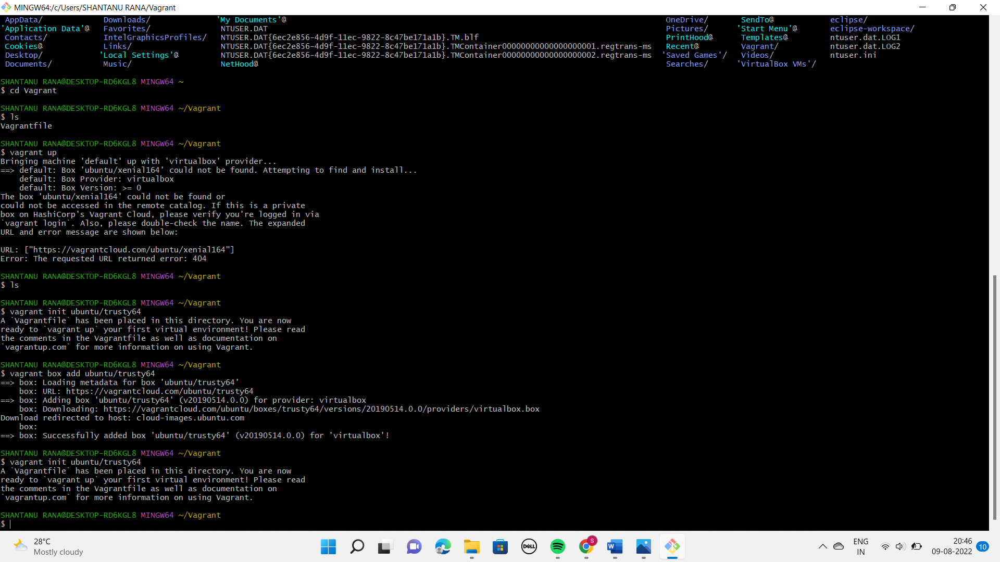 MINGW64:/c/Users/SHANTANU RANA/Vagrant
AppData/ Downloads/ 'My Documents'@ OneDrive/ SendTo@ eclipse/
'Application Data'@ Favorites/ NTUSER.DAT Pictures/ 'Start Menu'@ eclipse-workspace/
Contacts/ IntelGraphicsProfiles/ NTUSER.DAT{6ec2e856-4d9f-11ec-9822-8c47be171a1b}.TM.blf PrintHood@ Templates@ ntuser.dat.LOG1
Cookies@ Links/ NTUSER.DAT{6ec2e856-4d9f-11ec-9822-8c47be171a1b}.TMContainer00000000000000000001.regtrans-ms Recent@ Vagrant/ ntuser.dat.LOG2
Desktop/ 'Local Settings'@ NTUSER.DAT{6ec2e856-4d9f-11ec-9822-8c47be171a1b}.TMContainer00000000000000000002.regtrans-ms 'Saved Games'/ Videos/ ntuser.ini
Documents/ Music/ NetHood@ Searches/ 'VirtualBox VMs'/
SHANTANU RANA@DESKTOP-RD6KGL8 MINGW64 ~
$ cd Vagrant
SHANTANU RANA@DESKTOP-RD6KGL8 MINGW64 ~/Vagrant
$ ls
Vagrantfile
SHANTANU RANA@DESKTOP-RD6KGL8 MINGW64 ~/Vagrant
$ vagrant up
Bringing machine 'default' up with 'virtualbox' provider...
==> default: Box 'ubuntu/xenial164' could not be found. Attempting to find and install...
default: Box Provider: virtualbox
default: Box Version: >= 0
The box 'ubuntu/xenial164' could not be found or
could not be accessed in the remote catalog. If this is a private
box on HashiCorp's Vagrant Cloud, please verify you're logged in via
`vagrant login`. Also, please double-check the name. The expanded
URL and error message are shown below:
URL: ["https://vagrantcloud.com/ubuntu/xenial164"]
Error: The requested URL returned error: 404
SHANTANU RANA@DESKTOP-RD6KGL8 MINGW64 ~/Vagrant
$ ls
SHANTANU RANA@DESKTOP-RD6KGL8 MINGW64 ~/Vagrant
$ vagrant init ubuntu/trusty64
A `Vagrantfile` has been placed in this directory. You are now
ready to `vagrant up` your first virtual environment! Please read
the comments in the Vagrantfile as well as documentation on
`vagrantup.com` for more information on using Vagrant.
SHANTANU RANA@DESKTOP-RD6KGL8 MINGW64 ~/Vagrant
$ vagrant box add ubuntu/trusty64
==> box: Loading metadata for box 'ubuntu/trusty64'
box: URL: https://vagrantcloud.com/ubuntu/trusty64
==> box: Adding box 'ubuntu/trusty64' (v20190514.0.0) for provider: virtualbox
box: Downloading: https://vagrantcloud.com/ubuntu/boxes/trusty64/versions/20190514.0.0/providers/virtualbox.box
Download redirected to host: cloud-images.ubuntu.com
box:
==> box: Successfully added box 'ubuntu/trusty64' (v20190514.0.0) for 'virtualbox'!
SHANTANU RANA@DESKTOP-RD6KGL8 MINGW64 ~/Vagrant
$ vagrant init ubuntu/trusty64
A `Vagrantfile` has been placed in this directory. You are now
ready to `vagrant up` your first virtual environment! Please read
the comments in the Vagrantfile as well as documentation on
`vagrantup.com` for more information on using Vagrant.
SHANTANU RANA@DESKTOP-RD6KGL8 MINGW64 ~/Vagrant
$
28°C
Mostly cloudy
DELL
S
W
ENG
IN
20:46
09-08-2022
10